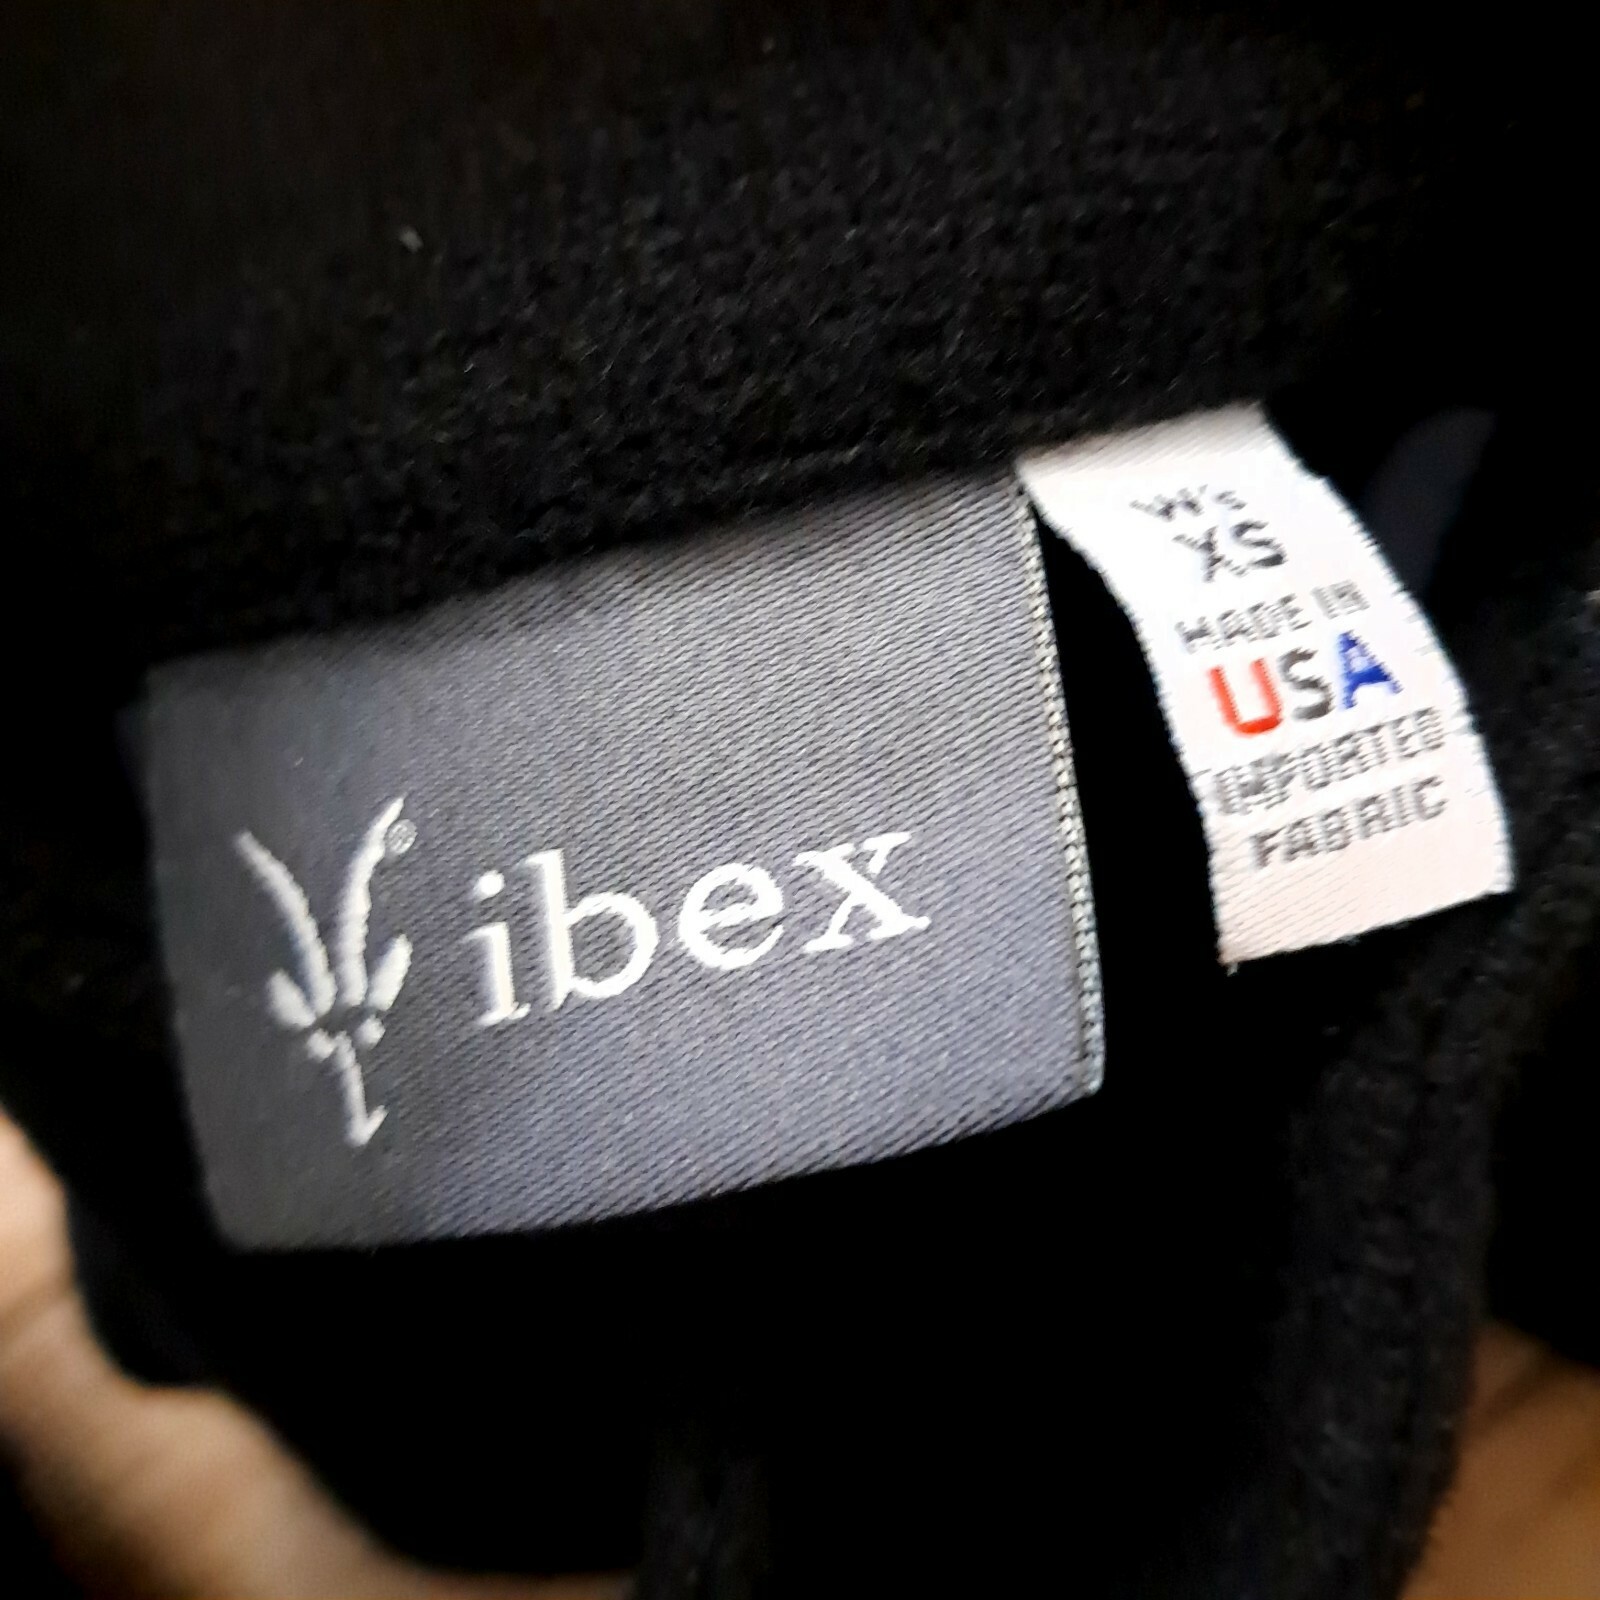 ibex
®
W's
XS
MADE IN
USA
IMPORTED
FABRIC